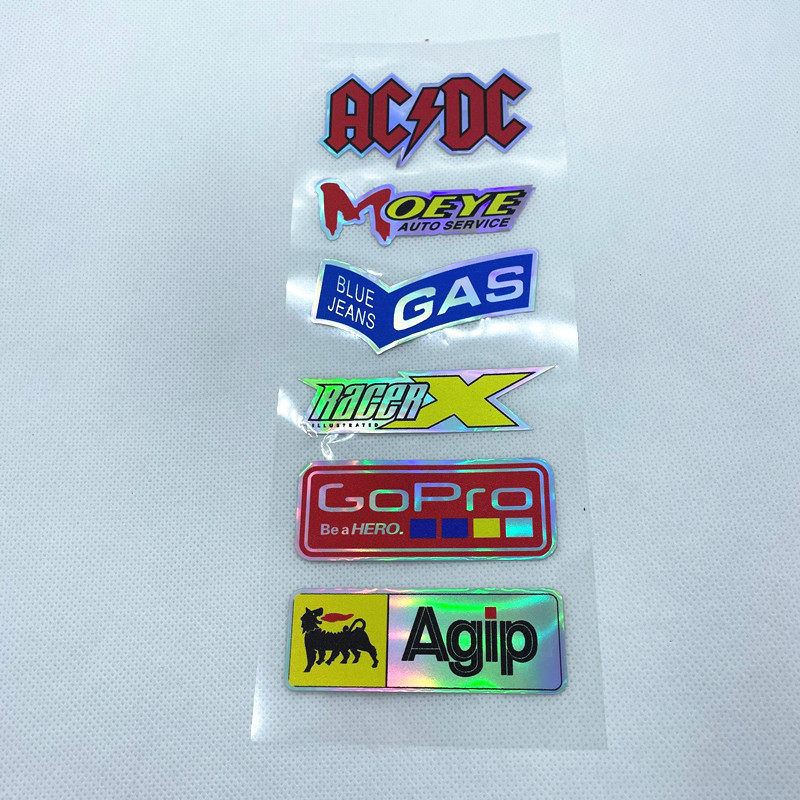 AC/DC
MOEYE
AUTO SERVICE
BLUE
JEANS
GAS
RACER X
ILLUSTRATED
GoPro
Be a HERO.
Agip